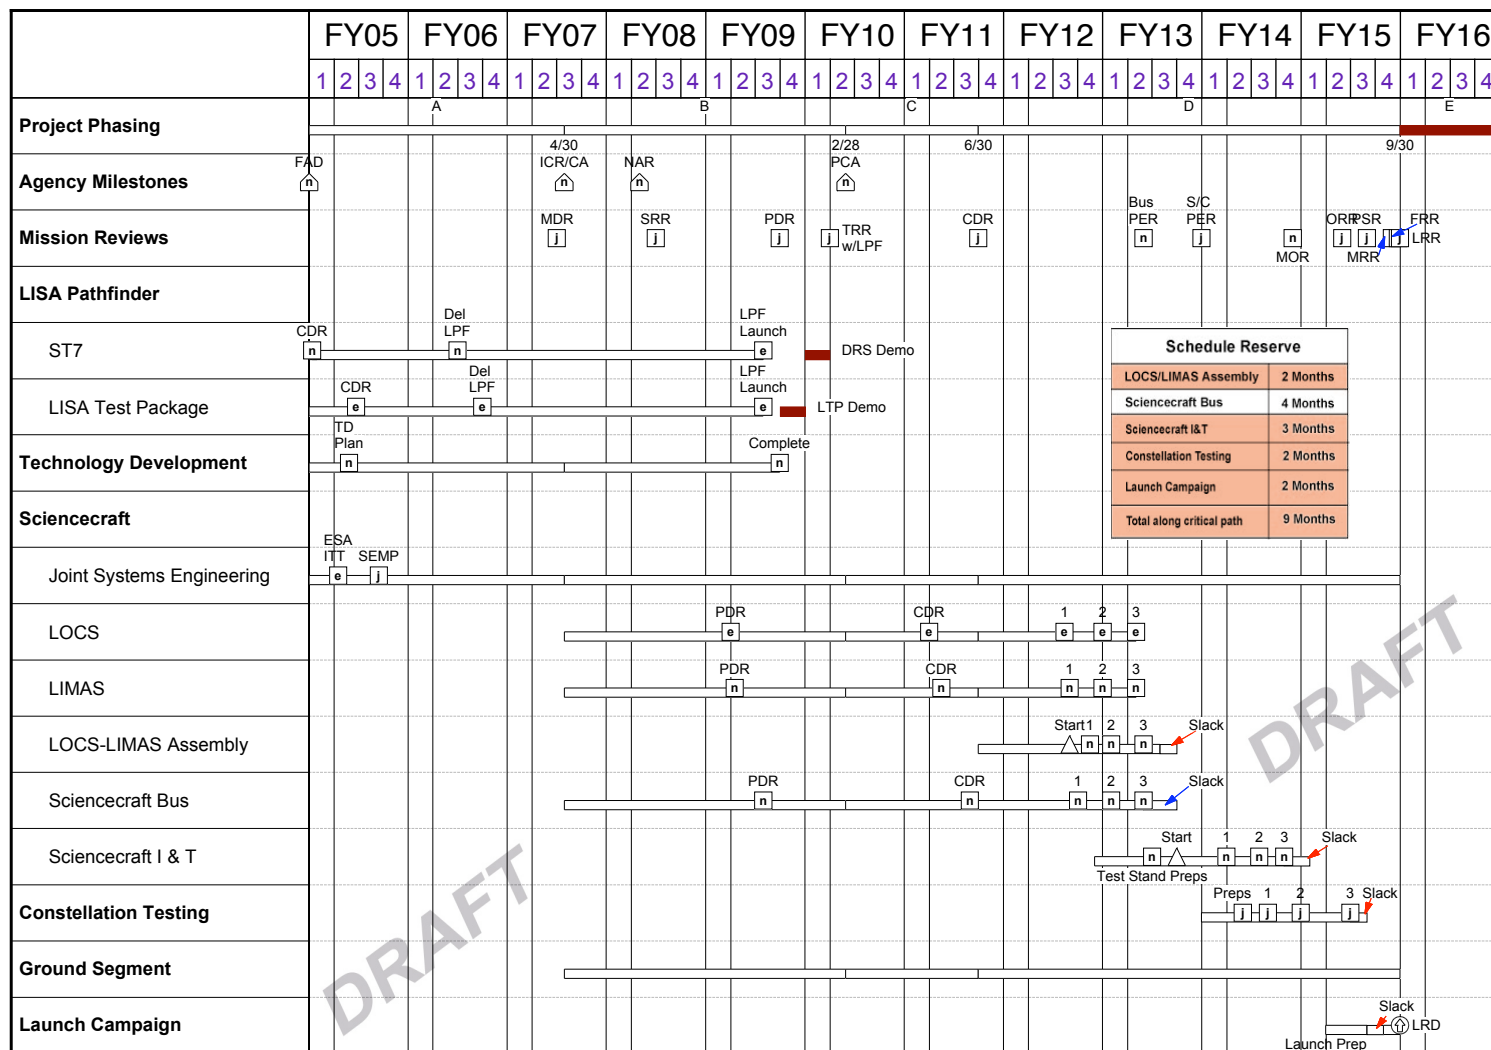 FY05 FY06 FY07 FY08 FY09 FY10 FY11 FY12 FY13 FY14 FY15 FY16
1 2 3 4 1 2 3 4 1 2 3 4 1 2 3 4 1 2 3 4 1 2 3 4 1 2 3 4 1 2 3 4 1 2 3 4 1 2 3 4 1 2 3 4 1 2 3 4
A B C D E
Project Phasing
4/30 2/28 6/30 9/30
FAD ICR/CA NAR PCA
Agency Milestones n n n n
Bus S/C
MDR SRR PDR CDR PER PER ORR PSR FRR
Mission Reviews j j j j TRR j n j n j j j LRR
w/LPF MOR MRR
LISA Pathfinder
Del LPF
CDR LPF Launch
ST7 n n e DRS Demo
Del LPF
CDR LPF Launch
LISA Test Package e e e LTP Demo
TD
Plan Complete
Technology Development n n
Schedule Reserve
LOCS/LIMAS Assembly 2 Months
Sciencecraft Bus 4 Months
Sciencecraft I&T 3 Months
Constellation Testing 2 Months
Launch Campaign 2 Months
Total along critical path 9 Months
Sciencecraft
ESA
ITT SEMP
Joint Systems Engineering e j
PDR CDR 1 2 3
LOCS e e e e e
PDR CDR 1 2 3
LIMAS n n n n n
Start 1 2 3 Slack
LOCS-LIMAS Assembly n n n
PDR CDR 1 2 3 Slack
Sciencecraft Bus n n n n n
Start 1 2 3 Slack
Sciencecraft I & T n n n n
Test Stand Preps
Preps 1 2 3 Slack
Constellation Testing j j j j
Ground Segment
Slack
Launch Campaign LRD
Launch Prep
DRAFT
DRAFT